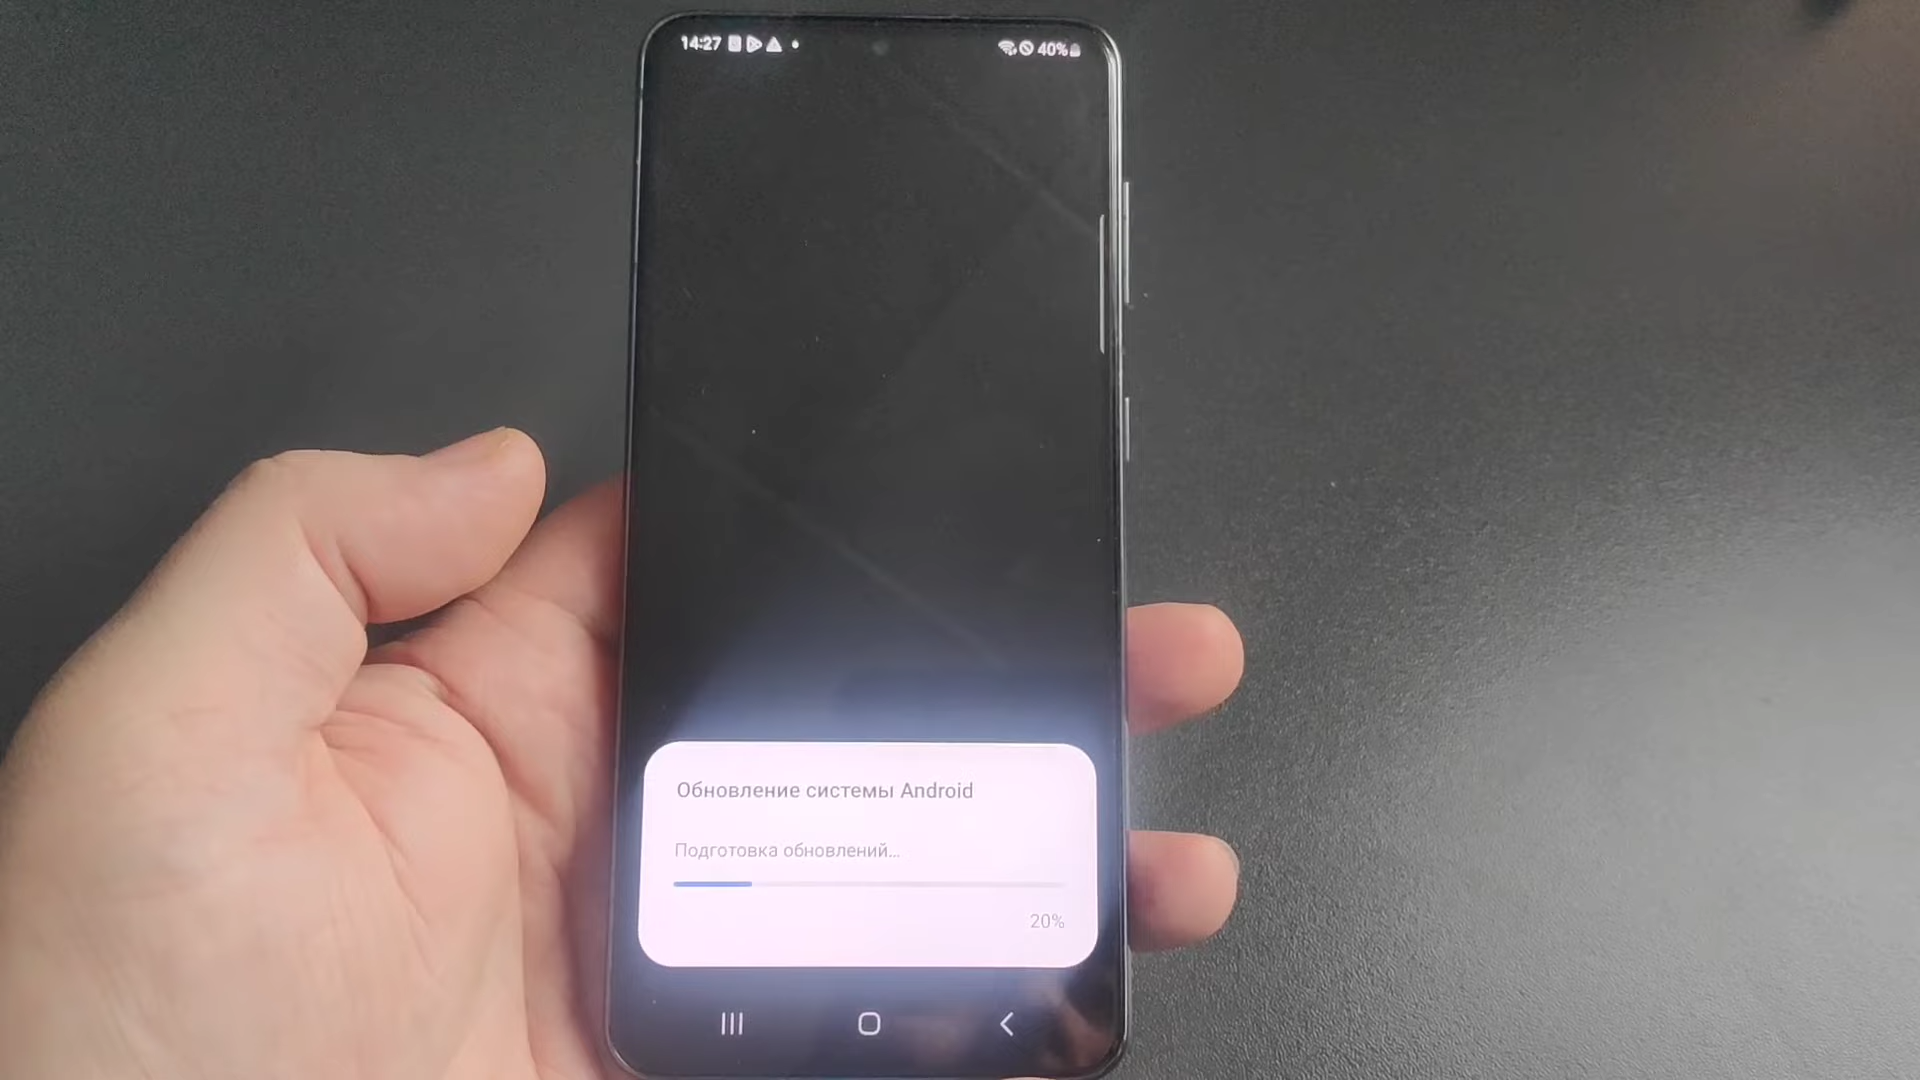 14:27
40%
Обновление системы Android
Подготовка обновлений...
20%